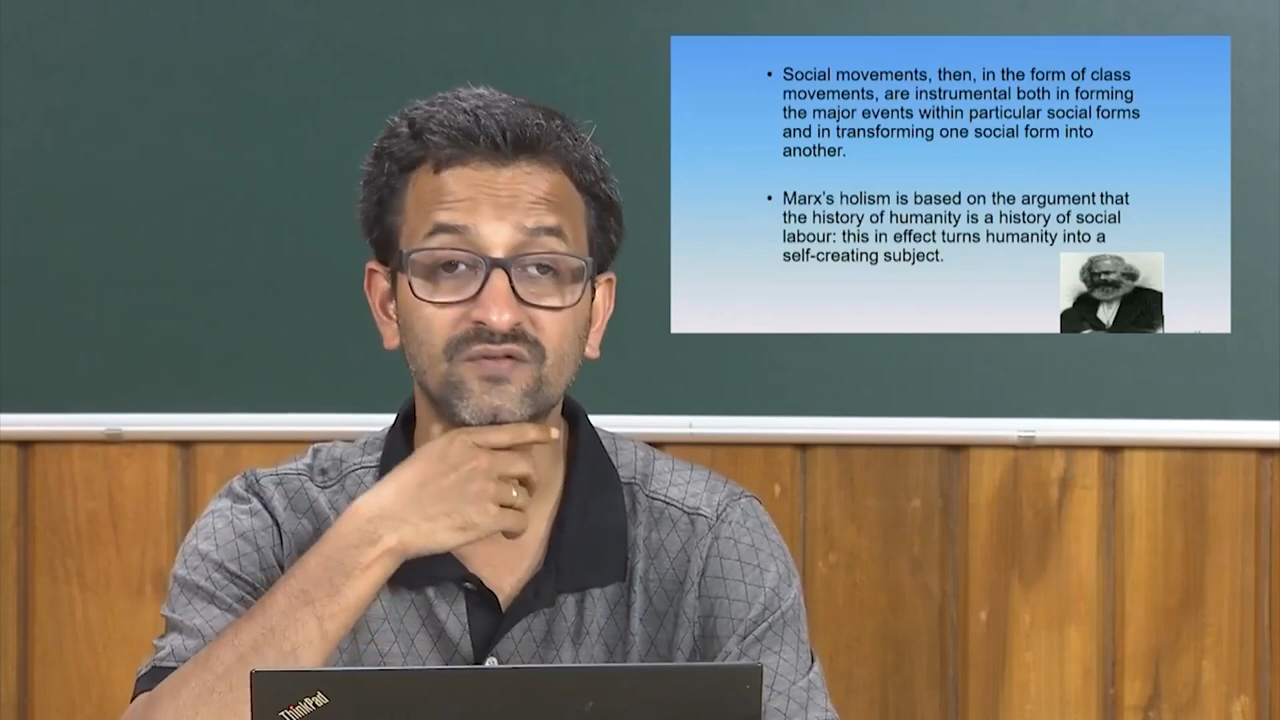 • Social movements, then, in the form of class
movements, are instrumental both in forming
the major events within particular social forms
and in transforming one social form into
another.
• Marx's holism is based on the argument that
the history of humanity is a history of social
labour: this in effect turns humanity into a
self-creating subject.
ThinkPad